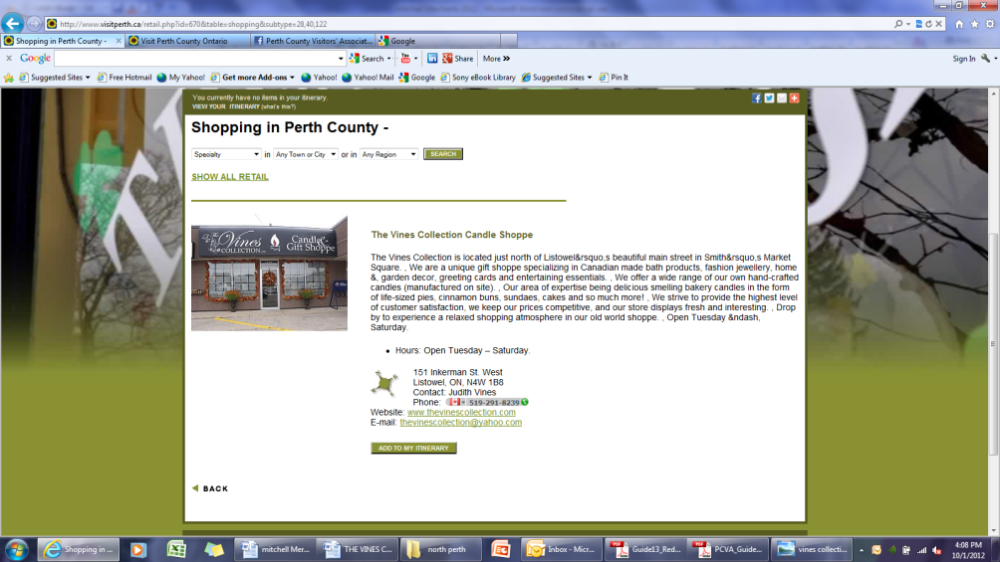 http://www.visitperth.ca/retail.php?id=670&table=shopping&subtype=28,40,122
Shopping in Perth County -
Visit Perth County Ontario
Perth County Visitors' Associat...
Google
Google
Search
Share
More »
Sign In
Suggested Sites
Free Hotmail
My Yahoo!
Get more Add-ons
Yahoo!
Yahoo! Mail
Google
Sony eBook Library
Suggested Sites
Pin It
You currently have no items in your itinerary.
VIEW YOUR ITINERARY (what's this?)
Shopping in Perth County -
Specialty in Any Town or City or in Any Region SEARCH
SHOW ALL RETAIL
The Vines COLLECTION Candle & Gift Shoppe
The Vines Collection Candle Shoppe
The Vines Collection is located just north of Listowel&rsquo,s beautiful main street in Smith&rsquo,s Market
Square. , We are a unique gift shoppe specializing in Canadian made bath products, fashion jewellery, home
&, garden decor, greeting cards and entertaining essentials. , We offer a wide range of our own hand-crafted
candles (manufactured on site). , Our area of expertise being delicious smelling bakery candles in the form
of life-sized pies, cinnamon buns, sundaes, cakes and so much more! , We strive to provide the highest level
of customer satisfaction, we keep our prices competitive, and our store displays fresh and interesting. , Drop
by to experience a relaxed shopping atmosphere in our old world shoppe. , Open Tuesday &ndash,
Saturday.
Hours: Open Tuesday – Saturday.
151 Inkerman St. West
Listowel, ON, N4W 1B8
Contact: Judith Vines
Phone: 519-291-8239
Website: www.thevinescollection.com
E-mail: thevinescollection@yahoo.com
ADD TO MY ITINERARY
BACK
Shopping in ...
mitchell Mer...
THE VINES C...
north perth
Inbox - Micr...
Guide13_Red...
PCVA_Guide...
vines collecti...
4:08 PM
10/1/2012